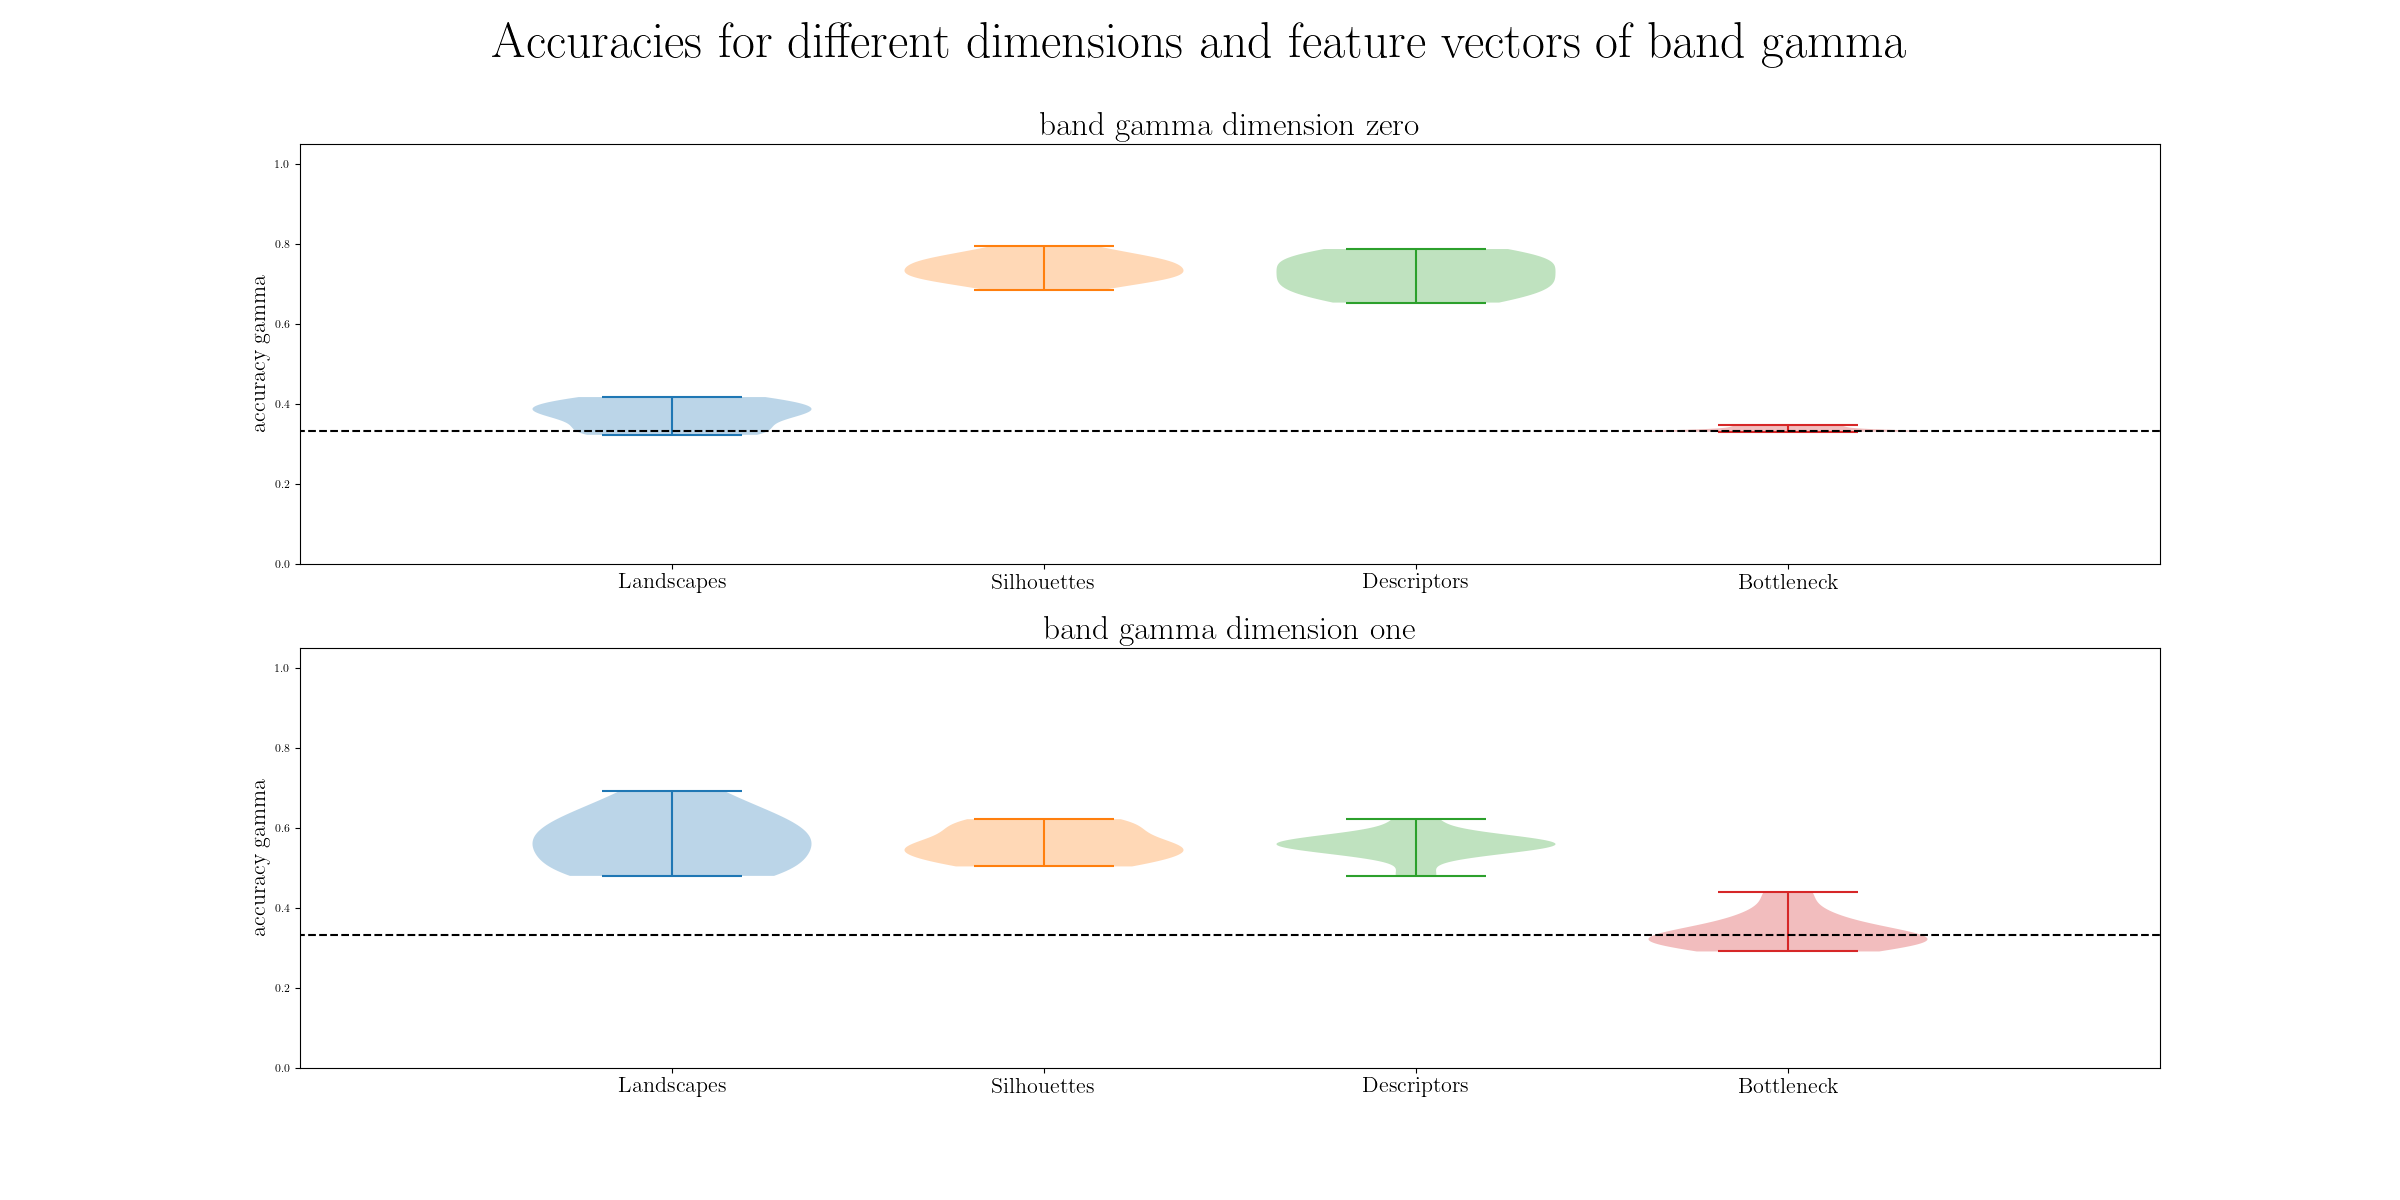 Accuracies for different dimensions and feature vectors of band gamma
band gamma dimension zero
accuracy gamma
1.0
0.8
0.6
0.4
0.2
0.0
Landscapes Silhouettes Descriptors Bottleneck
band gamma dimension one
accuracy gamma
1.0
0.8
0.6
0.4
0.2
0.0
Landscapes Silhouettes Descriptors Bottleneck